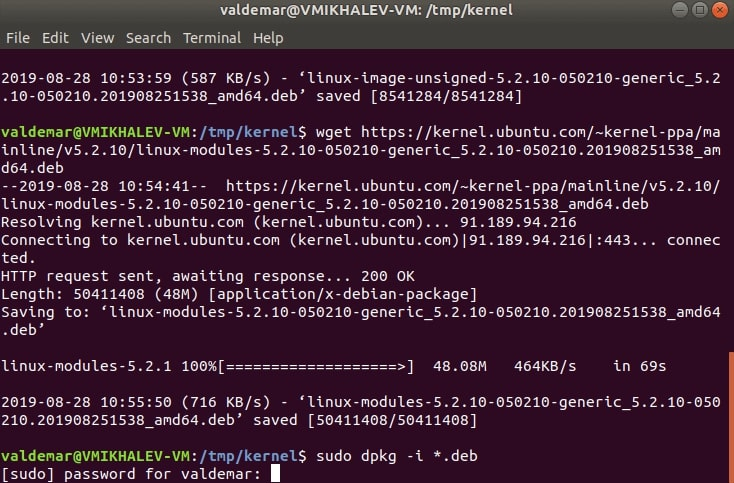 valdemar@VMIKHALEV-VM: /tmp/kernel
File Edit View Search Terminal Help
2019-08-28 10:53:59 (587 KB/s) - ‘linux-image-unsigned-5.2.10-050210-generic_5.2
.10-050210.201908251538_amd64.deb’ saved [8541284/8541284]
valdemar@VMIKHALEV-VM:/tmp/kernel$ wget https://kernel.ubuntu.com/~kernel-ppa/ma
inline/v5.2.10/linux-modules-5.2.10-050210-generic_5.2.10-050210.201908251538_am
d64.deb
--2019-08-28 10:54:41--  https://kernel.ubuntu.com/~kernel-ppa/mainline/v5.2.10/
linux-modules-5.2.10-050210-generic_5.2.10-050210.201908251538_amd64.deb
Resolving kernel.ubuntu.com (kernel.ubuntu.com)... 91.189.94.216
Connecting to kernel.ubuntu.com (kernel.ubuntu.com)|91.189.94.216|:443... connec
ted.
HTTP request sent, awaiting response... 200 OK
Length: 50411408 (48M) [application/x-debian-package]
Saving to: ‘linux-modules-5.2.10-050210-generic_5.2.10-050210.201908251538_amd64
.deb’
linux-modules-5.2.1 100%[===================>]  48.08M   464KB/s    in 69s
2019-08-28 10:55:50 (716 KB/s) - ‘linux-modules-5.2.10-050210-generic_5.2.10-050
210.201908251538_amd64.deb’ saved [50411408/50411408]
valdemar@VMIKHALEV-VM:/tmp/kernel$ sudo dpkg -i *.deb
[sudo] password for valdemar: